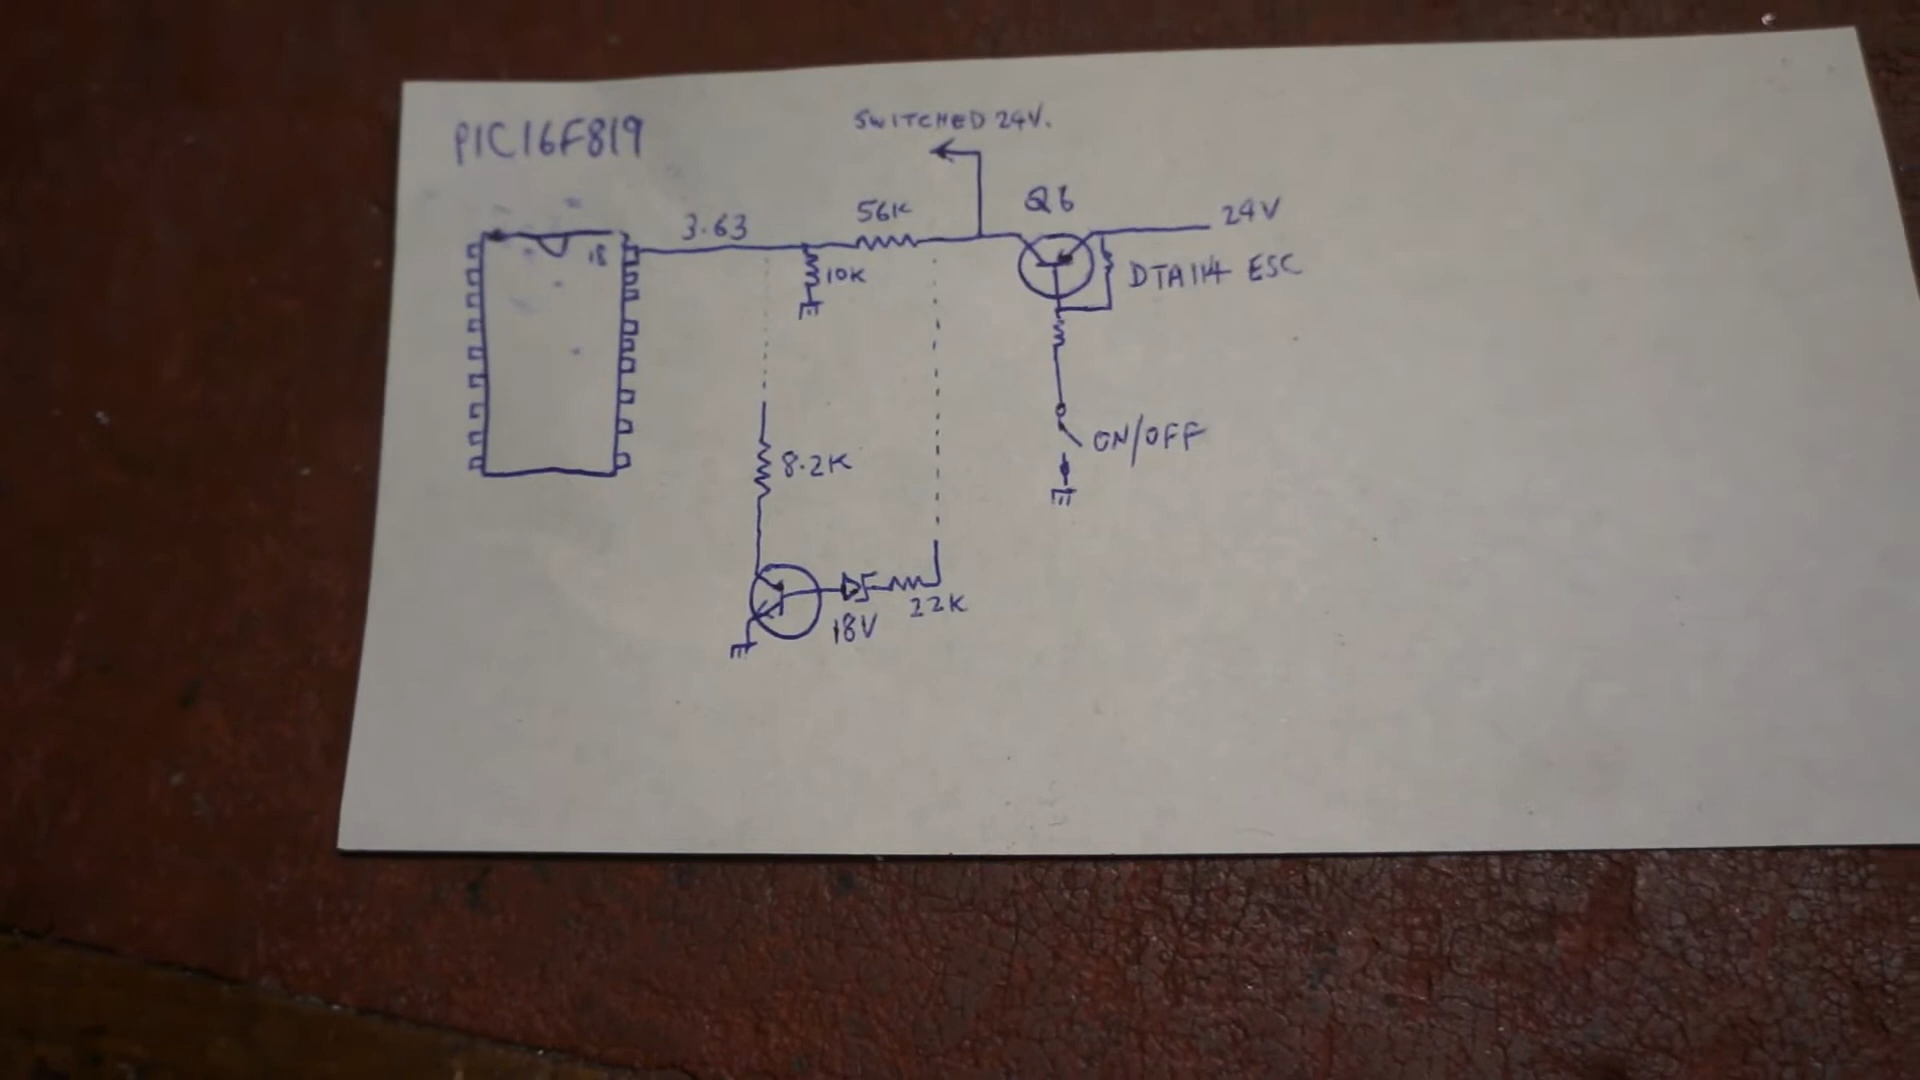 PIC16F819
SWITCHED 24V.
18
3.63
56K
Q6
24V
10K
DTA114 ESC
ON/OFF
8.2K
18V
22K